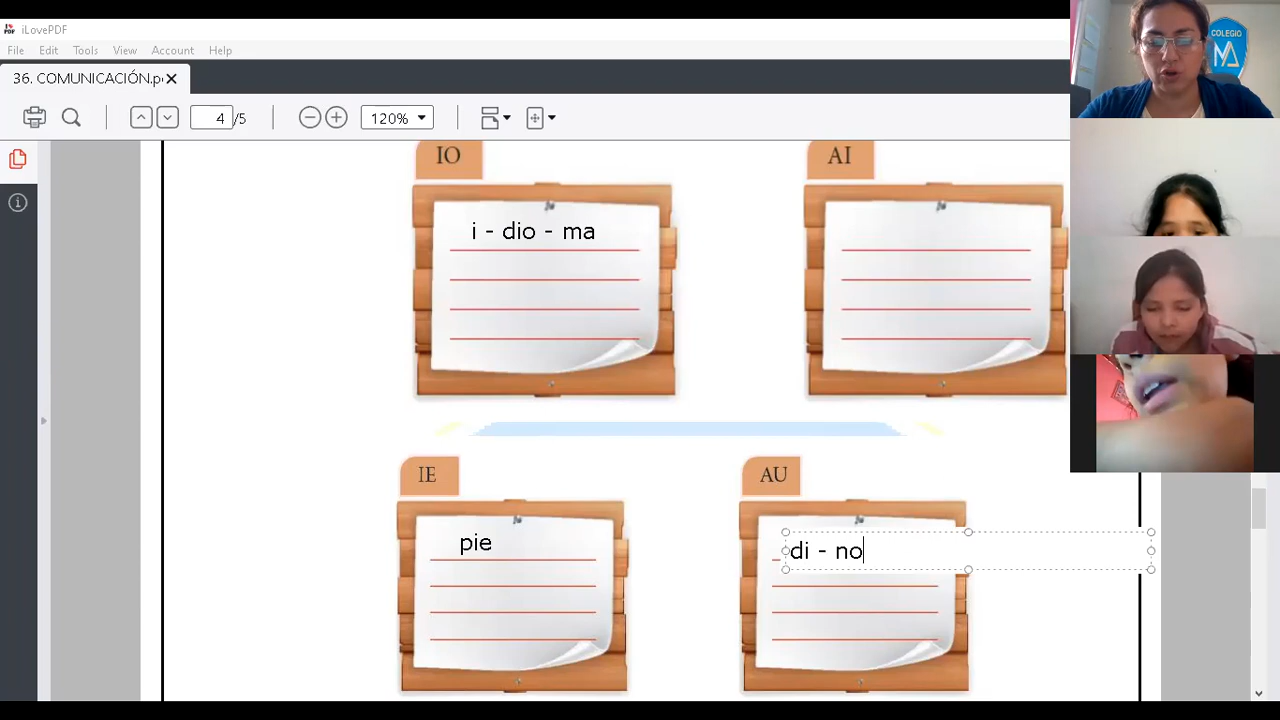 iLovePDF
File Edit Tools View Account Help
36. COMUNICACIÓN.p
4 /5 120%
COLEGIO
IO AI
i - dio - ma
IE AU
pie
di - no